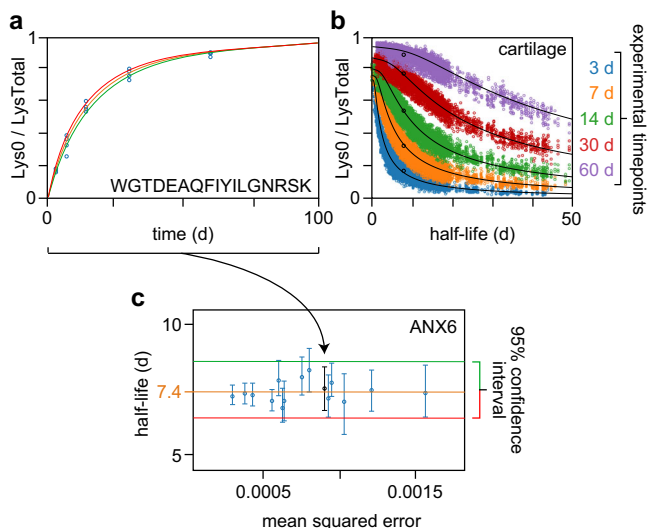 a
1
Lys0 / LysTotal
0
WGTDEAQFIYILGNRSK
0
100
time (d)
b
1
Lys0 / LysTotal
0
cartilage
0
50
half-life (d)
3 d
7 d
14 d
30 d
60 d
experimental timepoints
c
ANX6
10
7.4
5
half-life (d)
0.0005
0.0015
mean squared error
95% confidence
interval